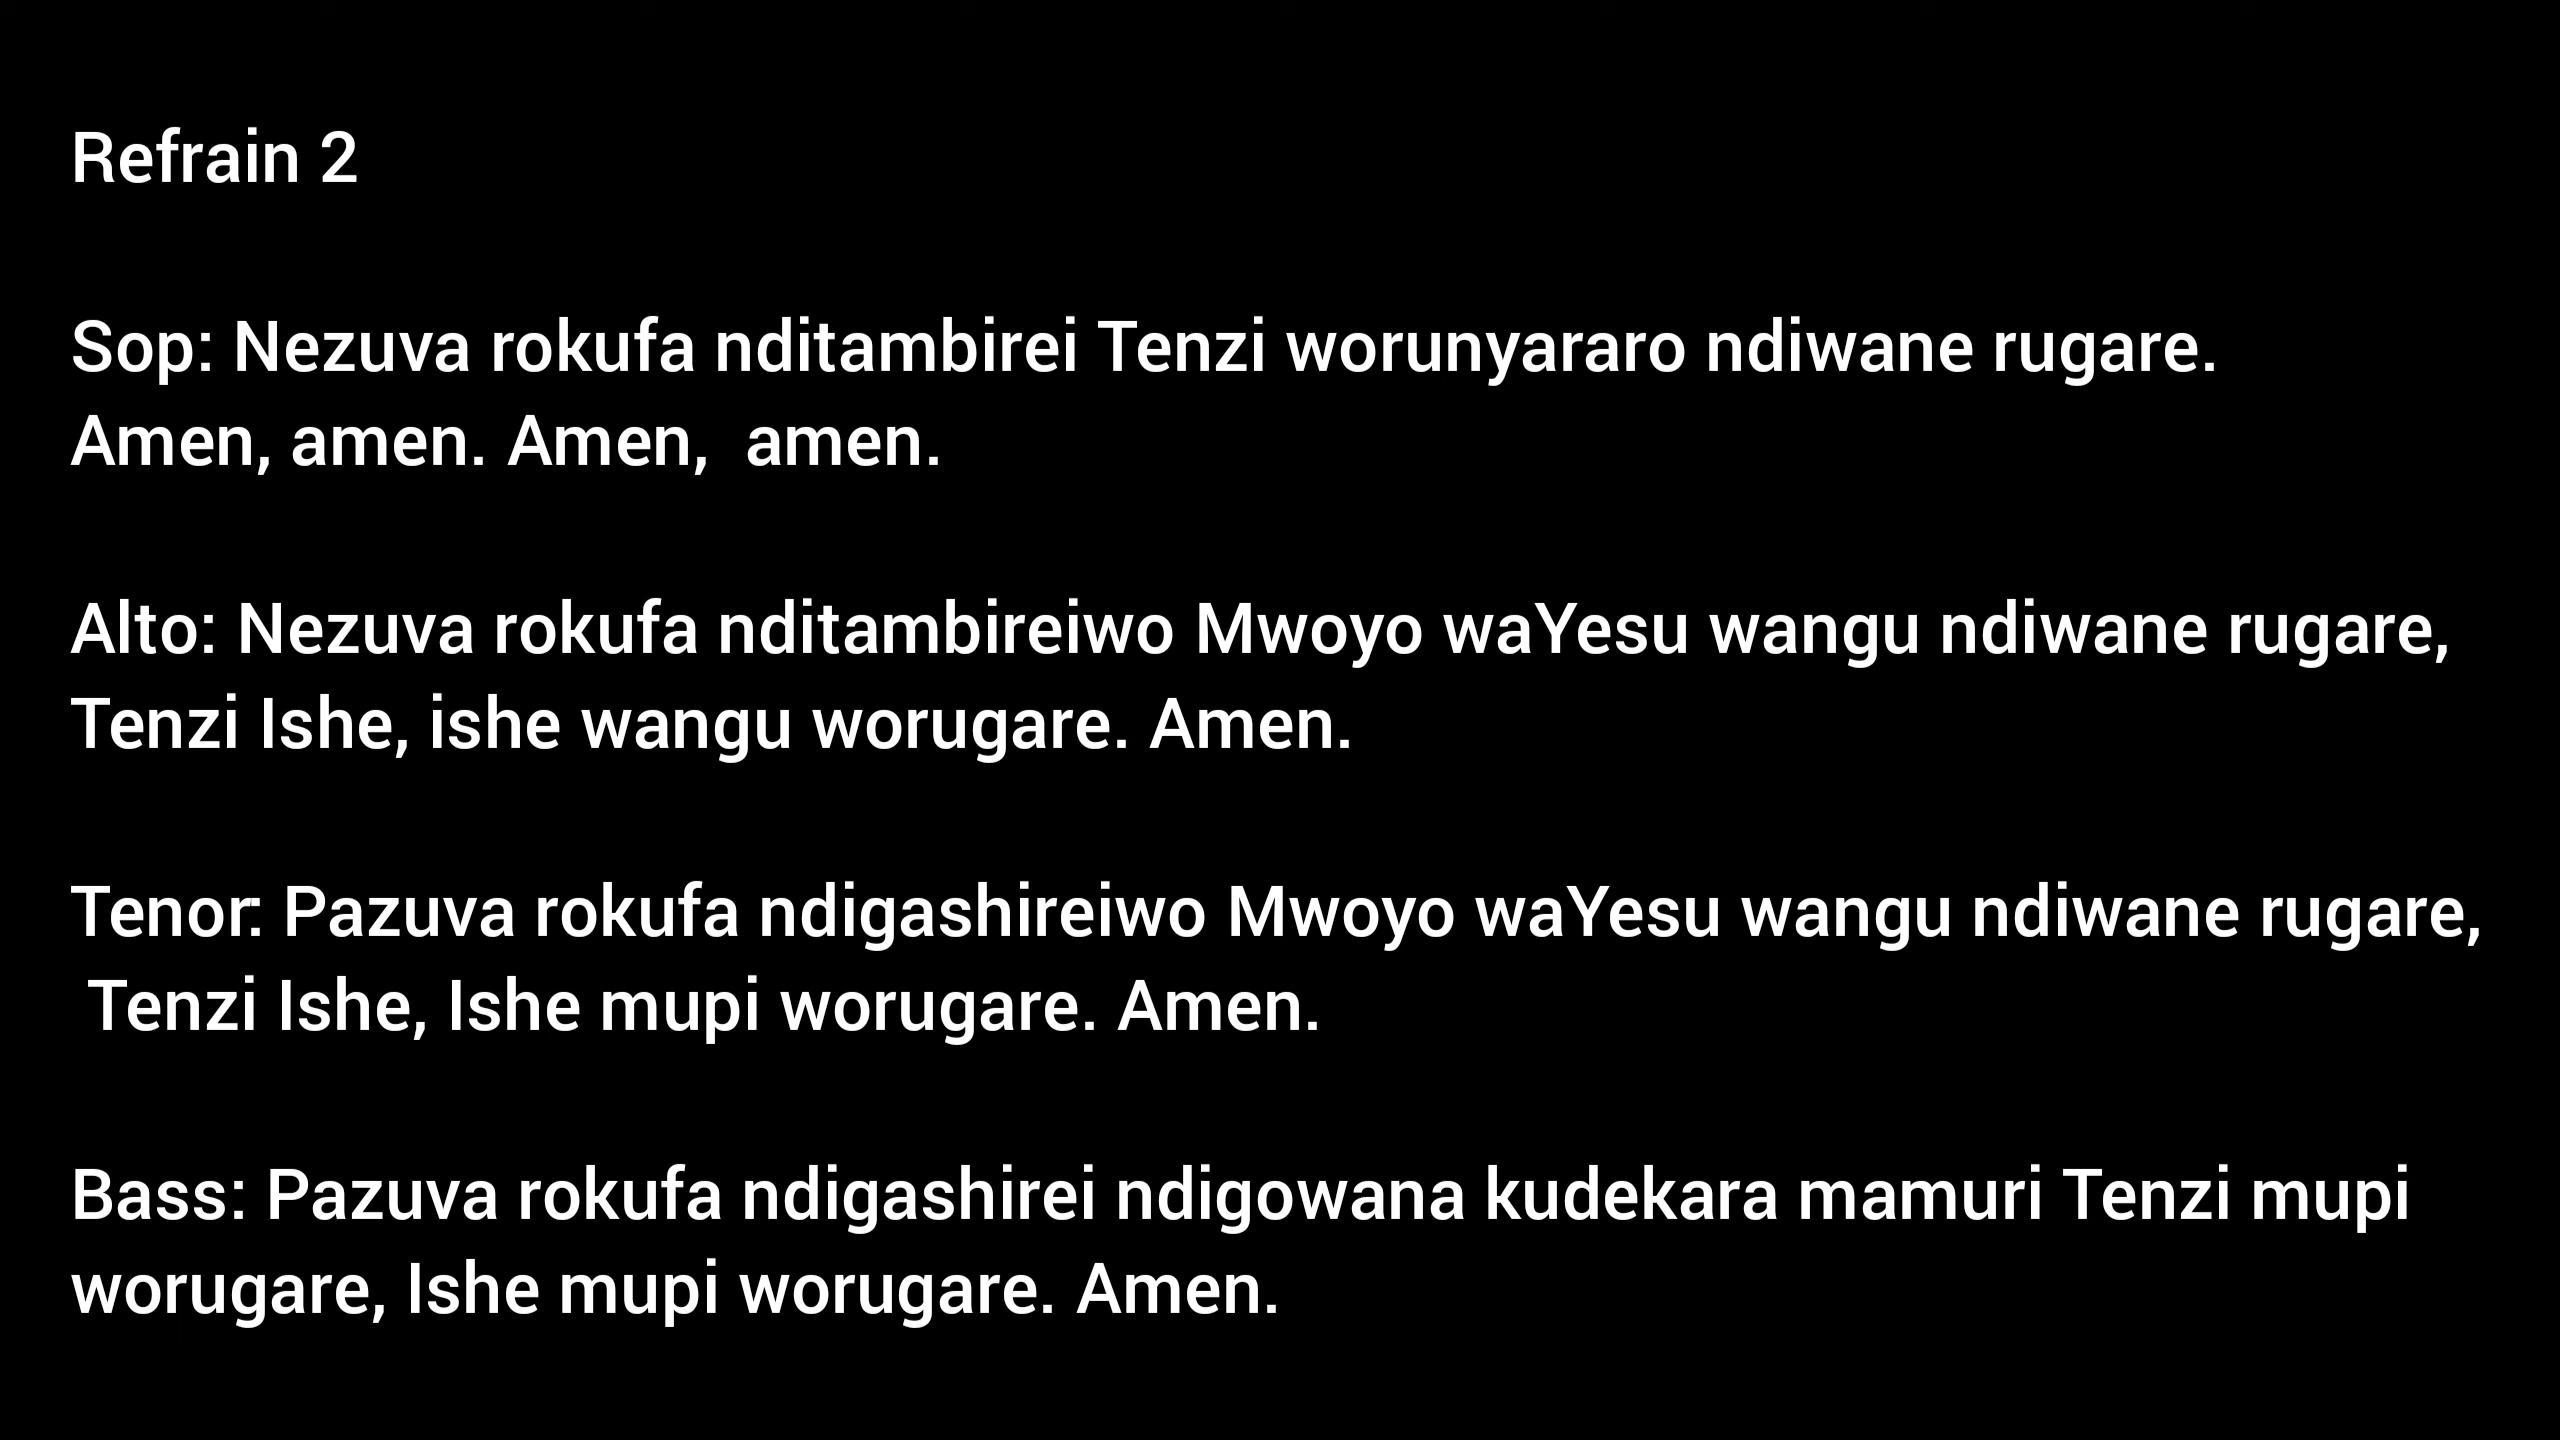 Refrain 2
Sop: Nezuva rokufa nditambirei Tenzi worunyararo ndiwane rugare.
Amen, amen. Amen,  amen.
Alto: Nezuva rokufa nditambireiwo Mwoyo waYesu wangu ndiwane rugare,
Tenzi Ishe, ishe wangu worugare. Amen.
Tenor: Pazuva rokufa ndigashireiwo Mwoyo waYesu wangu ndiwane rugare,
Tenzi Ishe, Ishe mupi worugare. Amen.
Bass: Pazuva rokufa ndigashirei ndigowana kudekara mamuri Tenzi mupi
worugare, Ishe mupi worugare. Amen.